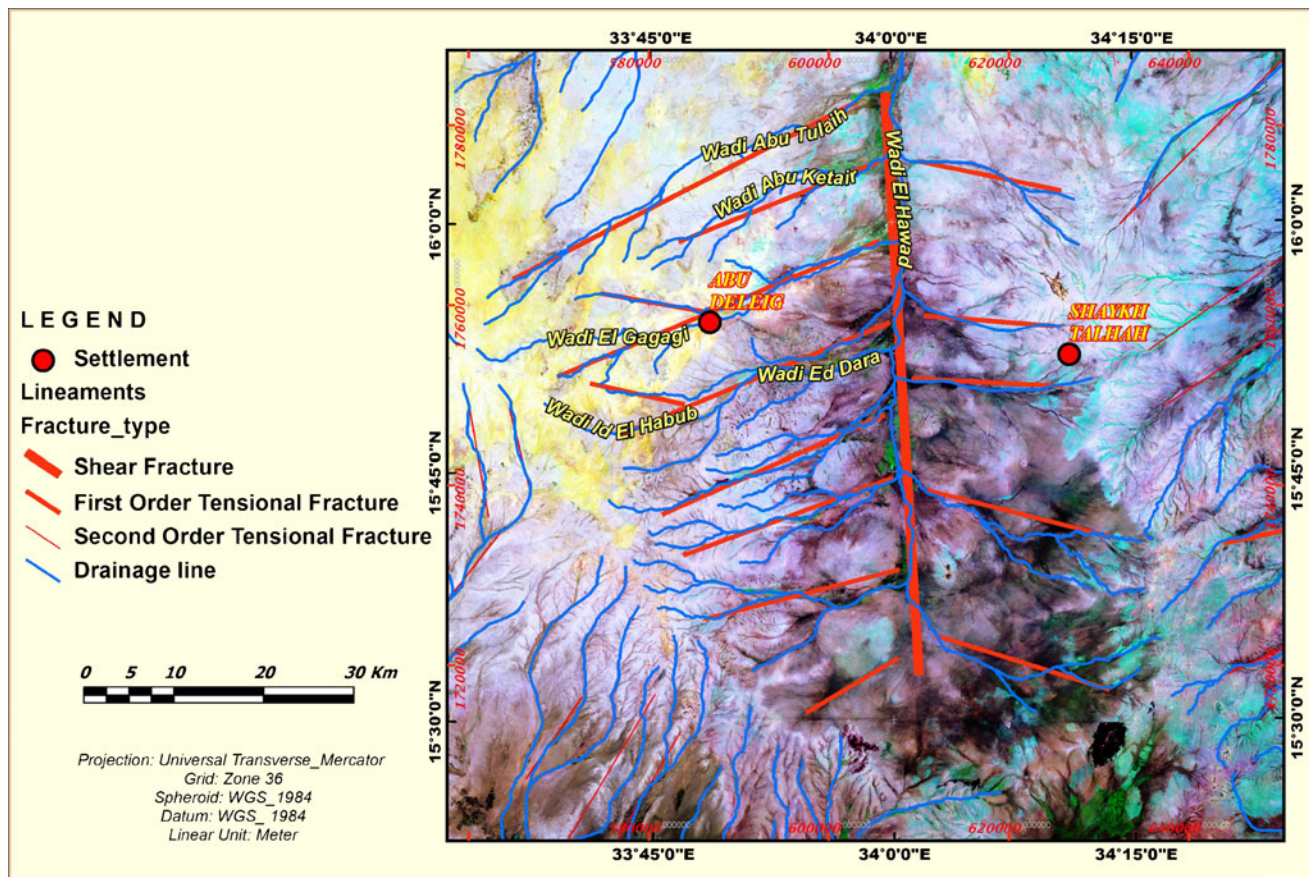 33°45'0"E 34°0'0"E 34°15'0"E
580000 600000 620000 640000
1780000 1780000
Wadi Abu Tulaih
Wadi Abu Ketait
Wadi El Hawad
16°0'0"N 16°0'0"N
ABU
DELEIG
SHAYKH
TALHAH
1760000
Wadi El Gagagi
Wadi Ed Dara
Wadi Id El Habub
15°45'0"N 15°45'0"N
1740000
1720000
15°30'0"N 15°30'0"N
600000 620000
33°45'0"E 34°0'0"E 34°15'0"E
LEGEND
Settlement
Lineaments
Fracture_type
Shear Fracture
First Order Tensional Fracture
Second Order Tensional Fracture
Drainage line
0 5 10 20 30 Km
Projection: Universal Transverse_Mercator
Grid: Zone 36
Spheroid: WGS_1984
Datum: WGS_ 1984
Linear Unit: Meter